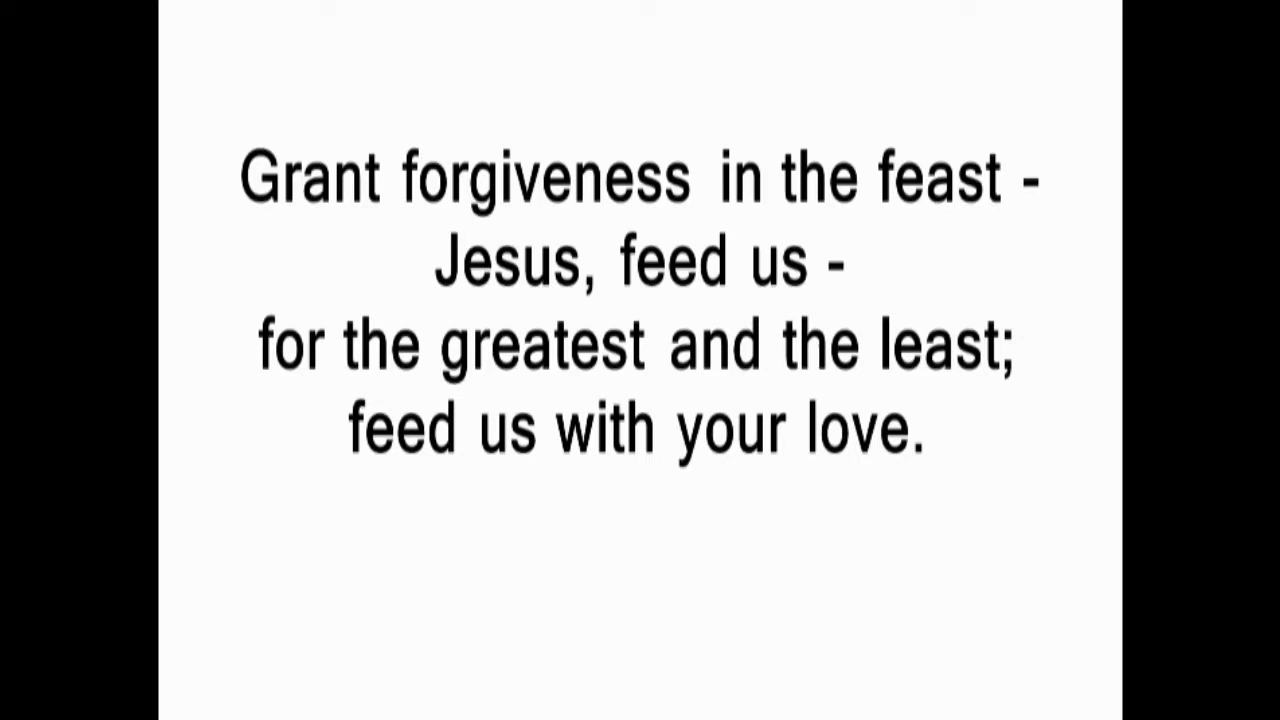 Grant forgiveness in the feast -
Jesus, feed us -
for the greatest and the least;
feed us with your love.